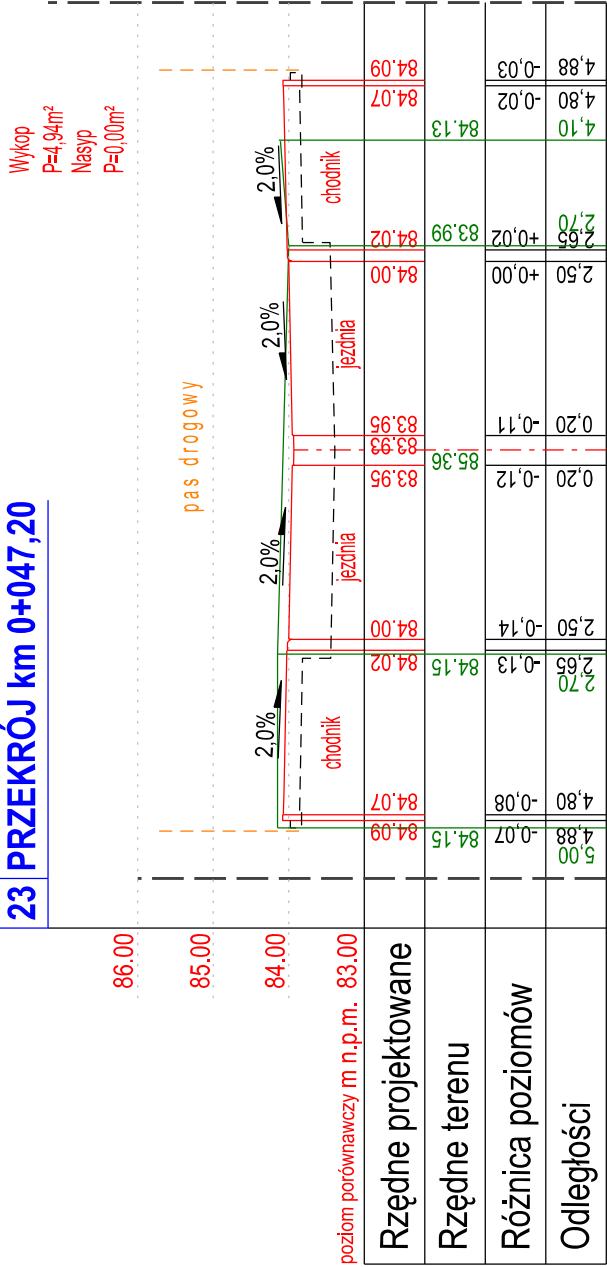 23 PRZEKRÓJ km 0+047,20
Wykop
P=4,94m²
Nasyp
P=0,00m²
pas drogowy
86.00
85.00
84.00
poziom porównawczy m n.p.m. 83.00
2,0% 2,0% 2,0% 2,0%
chodnik jezdnia jezdnia chodnik
Rzędne projektowane 84.09 84.07 84.02 84.00 83.95 83.93 83.95 84.00 84.02 84.07 84.09
Rzędne terenu 84.15 84.15 85.36 83.99 84.13
Różnica poziomów -0,07 -0,08 -0,13 -0,14 -0,12 -0,11 +0,00 +0,02 -0,02 -0,03
Odległości 5,00 4,88 4,80 2,70 2,65 2,50 0,20 0,20 2,50 2,65 2,70 4,10 4,80 4,88